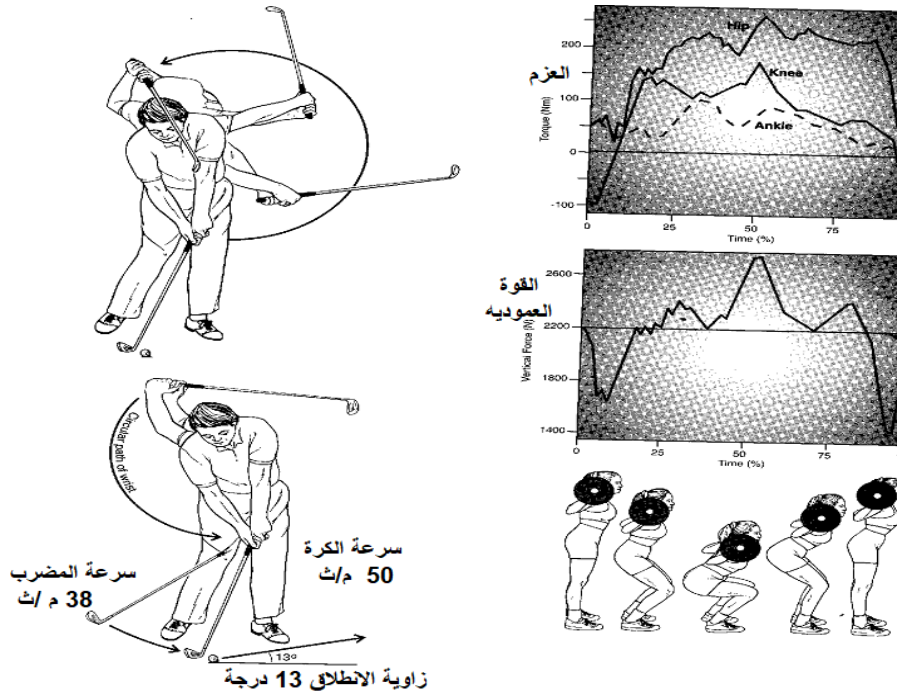 العزم
Torque (Nm)
200
100
0
-100
Hip
Knee
Ankle
0
25
50
75
Time (%)
القوة
العموديه
Vertical Force (N)
2600
2200
1800
1400
0
25
50
75
Time (%)
Circular path of wrist
سرعة الكرة
50 م/ث
سرعة المضرب
38 م /ث
13°
زاوية الانطلاق 13 درجة